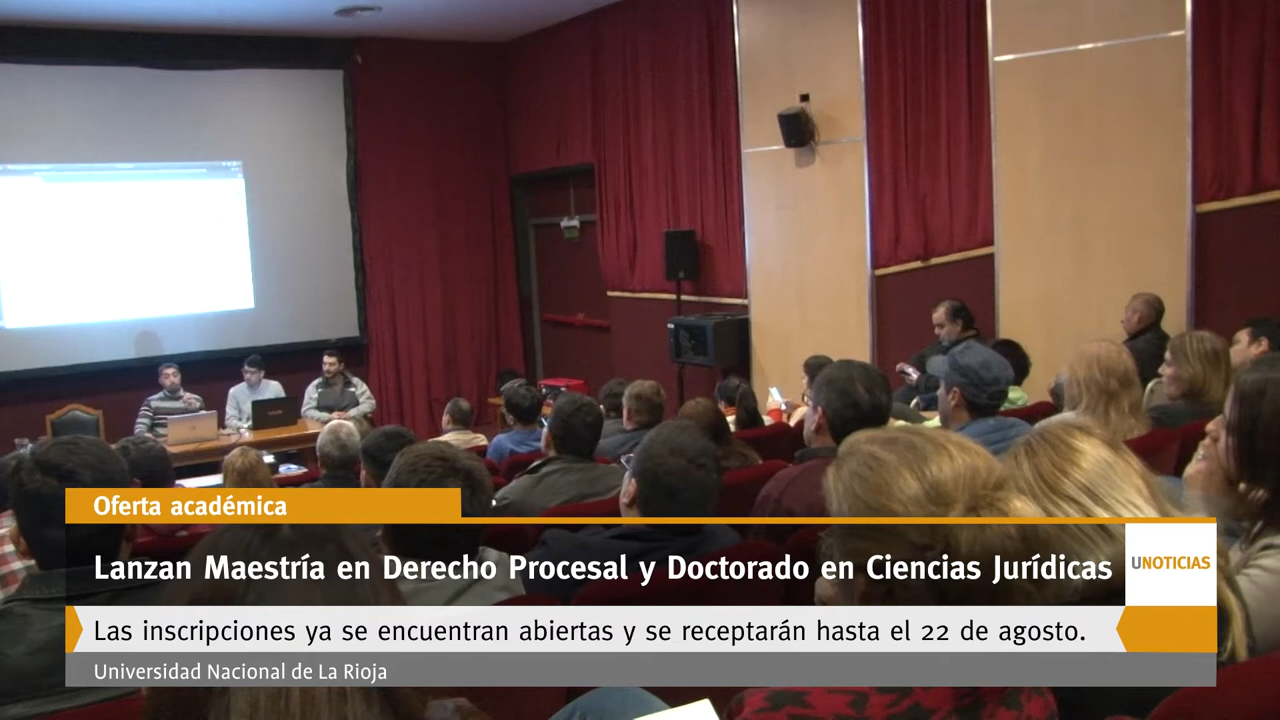 Oferta académica
Lanzan Maestría en Derecho Procesal y Doctorado en Ciencias Jurídicas
UNOTICIAS
Las inscripciones ya se encuentran abiertas y se receptarán hasta el 22 de agosto.
Universidad Nacional de La Rioja